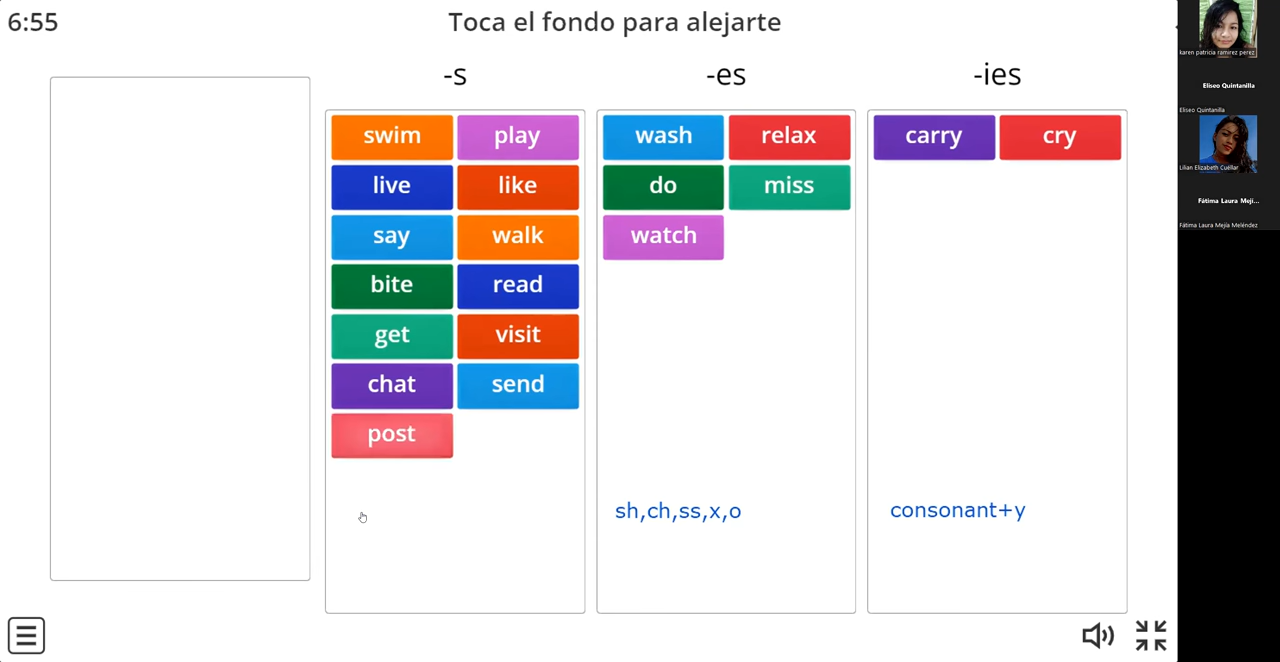 6:55
Toca el fondo para alejarte
-s
-es
-ies
swim play
live like
say walk
bite read
get visit
chat send
post
wash relax
do miss
watch
sh,ch,ss,x,o
carry cry
consonant+y
karen patricia ramirez perez
Eliseo Quintanilla
Eliseo Quintanilla
Lilian Elizabeth Cuéllar
Fátima Laura Mejí...
Fátima Laura Mejía Meléndez